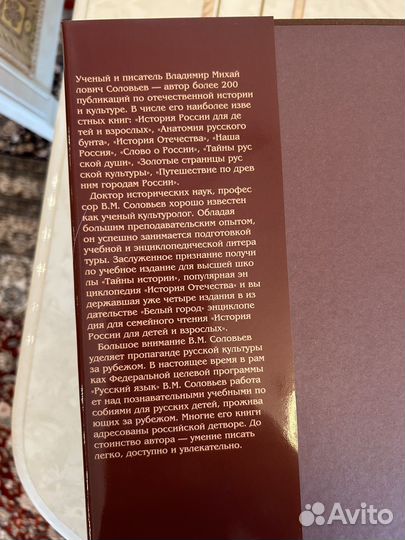 Ученый и писатель Владимир Михай
лович Соловьев — автор более 200
публикаций по отечественной истории
и культуре. В числе его наиболее изве
стных книг: «История России для де
тей и взрослых», «Анатомия русского
бунта», «История Отечества», «Наша
Россия», «Слово о России», «Тайны рус
ской души», «Золотые страницы рус
ской культуры», «Путешествие по древ
ним городам России».
Доктор исторических наук, профес
сор В.М. Соловьев хорошо известен
как ученый культуролог. Обладая
большим преподавательским опытом,
он успешно занимается подготовкой
учебной и энциклопедической литера
туры. Заслуженное признание получи
ло учебное издание для высшей шко
лы «Тайны истории», популярная эн
циклопедия «История Отечества» и вы
державшая уже четыре издания в из
дательстве «Белый город» энциклопе
дия для семейного чтения «История
России для детей и взрослых».
Большое внимание В.М. Соловьев
уделяет пропаганде русской культуры
за рубежом. В настоящее время в рам
ках Федеральной целевой программы
«Русский язык» В.М. Соловьев работа
ет над познавательными учебными по
собиями для русских детей, прожива
ющих за рубежом. Многие его книги
адресованы российской детворе. До
стоинство автора — умение писать
легко, доступно и увлекательно.
Avito